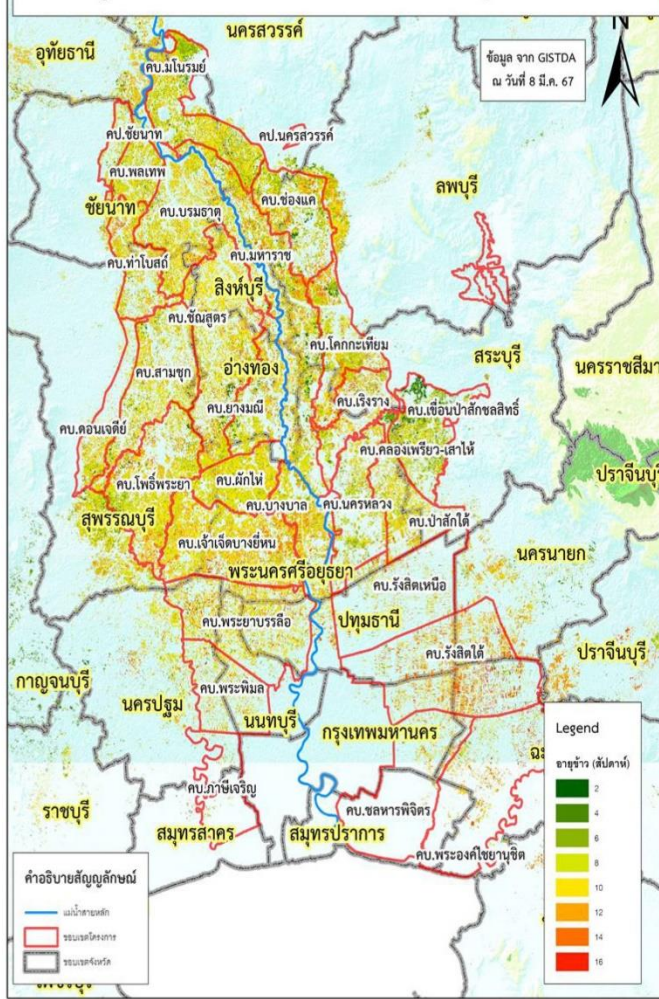 นครสวรรค์
N
อุทัยธานี
ข้อมูล จาก GISTDA
ณ วันที่ 8 มี.ค. 67
คบ.มโนรมย์
คป.ชัยนาท
คป.นครสวรรค์
คบ.พลเทพ
คบ.ช่องแค
ลพบุรี
ชัยนาท
คบ.บรมธาตุ
คบ.มหาราช
คบ.ท่าโบสถ์
สิงห์บุรี
คบ.ชัณสูตร
คบ.โคกกะเทียม
สระบุรี
นครราชสีมา
คบ.สามชุก
อ่างทอง
คบ.เริงราง
คบ.ยางมณี
คบ.เขื่อนป่าสักชลสิทธิ์
คบ.ดอนเจดีย์
คบ.คลองเพรียว-เสาไห้
คบ.โพธิ์พระยา
คบ.ผักไห่
ปราจีนบุรี
คบ.บางบาล
คบ.นครหลวง
สุพรรณบุรี
คบ.ป่าสักใต้
คบ.เจ้าเจ็ดบางยี่หน
นครนายก
พระนครศรีอยุธยา
คบ.รังสิตเหนือ
คบ.พระยาบรรลือ
ปทุมธานี
คบ.รังสิตใต้
ปราจีนบุรี
กาญจนบุรี
คบ.พระพิมล
นครปฐม
นนทบุรี
กรุงเทพมหานคร
คบ.ภาษีเจริญ
ราชบุรี
คบ.ชลหารพิจิตร
สมุทรสาคร
สมุทรปราการ
คบ.พระองค์ไชยานุชิต
Legend
อายุข้าว (สัปดาห์)
2
4
6
8
10
12
14
16
คำอธิบายสัญญลักษณ์
แม่น้ำสายหลัก
ขอบเขตโครงการ
ขอบเขตจังหวัด